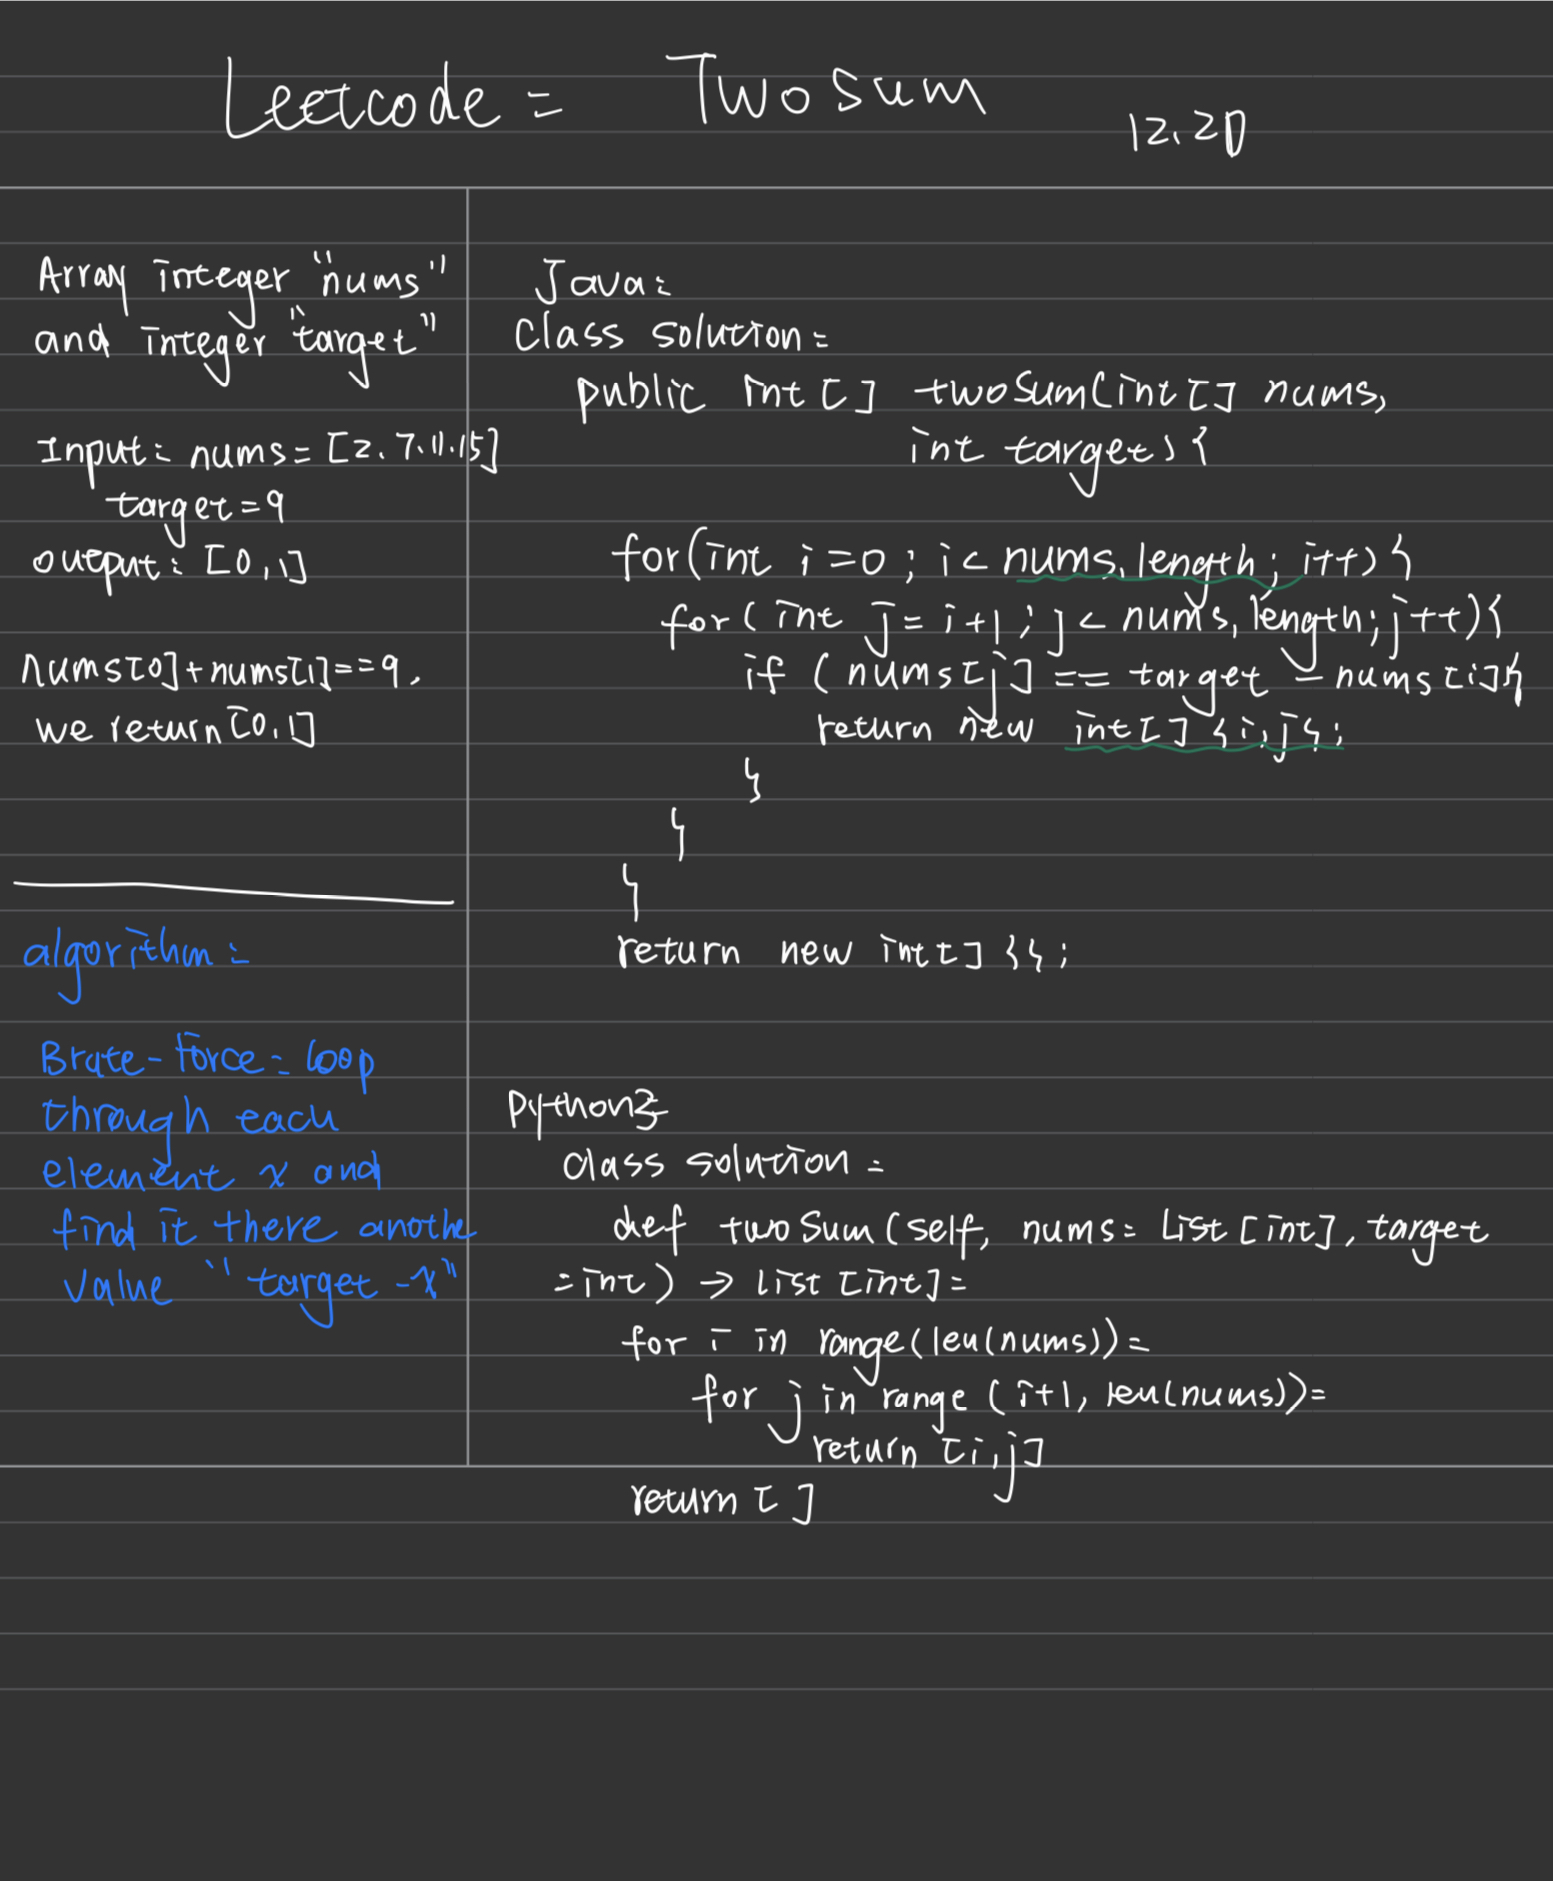 Leetcode: Two Sum
12.20
Array integer "nums"
and integer "target"
Input: nums = [2.7.11.15]
target = 9
output: [0,1]
nums[0]+nums[1]==9.
we return [0,1]
algorithm:
Brute-Force: loop
through each
element x and
find it there anothe
value "target -x"
Java:
Class solution:
public int[] twoSum(int[] nums,
int target) {
for(int i=0; i< nums.length; i++) {
for( int j= i+1; j< nums.length; j++){
if (nums[j] == target - nums[i]{
return new int[] {i,j};
}
}
}
return new int[] {};
python3
class solution:
def twoSum(self, nums: List[int], target
:int) → List[int]:
for i in range(len(nums)):
for j in range (i+1, len(nums)):
return [i,j]
return [ ]